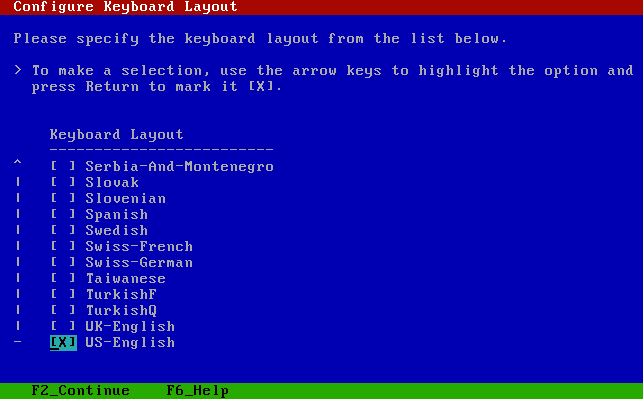 Configure Keyboard Layout
Please specify the keyboard layout from the list below.
> To make a selection, use the arrow keys to highlight the option and
press Return to mark it [X].
Keyboard Layout
-------------------------
^ [ ] Serbia-And-Montenegro
| [ ] Slovak
| [ ] Slovenian
| [ ] Spanish
| [ ] Swedish
| [ ] Swiss-French
| [ ] Swiss-German
| [ ] Taiwanese
| [ ] TurkishF
| [ ] TurkishQ
| [ ] UK-English
- [X] US-English
F2_Continue F6_Help